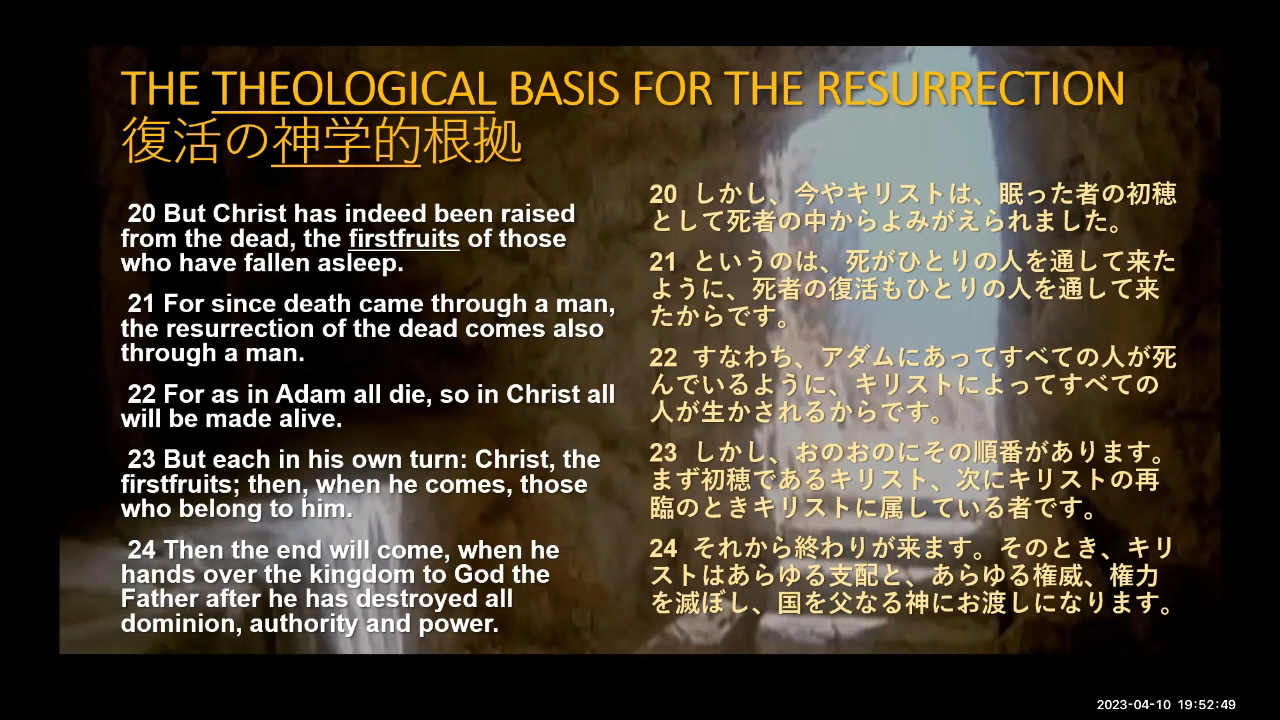 THE THEOLOGICAL BASIS FOR THE RESURRECTION
復活の神学的根拠
20 But Christ has indeed been raised
from the dead, the firstfruits of those
who have fallen asleep.
21 For since death came through a man,
the resurrection of the dead comes also
through a man.
22 For as in Adam all die, so in Christ all
will be made alive.
23 But each in his own turn: Christ, the
firstfruits; then, when he comes, those
who belong to him.
24 Then the end will come, when he
hands over the kingdom to God the
Father after he has destroyed all
dominion, authority and power.
20 しかし、今やキリストは、眠った者の初穂
として死者の中からよみがえられました。
21 というのは、死がひとりの人を通して来た
ように、死者の復活もひとりの人を通して来
たからです。
22 すなわち、アダムにあってすべての人が死
んでいるように、キリストによってすべての
人が生かされるからです。
23 しかし、おのおのにその順番があります。
まず初穂であるキリスト、次にキリストの再
臨のときキリストに属している者です。
24 それから終わりが来ます。そのとき、キリ
ストはあらゆる支配と、あらゆる権威、権力
を滅ぼし、国を父なる神にお渡しになります。
2023-04-10 19:52:49